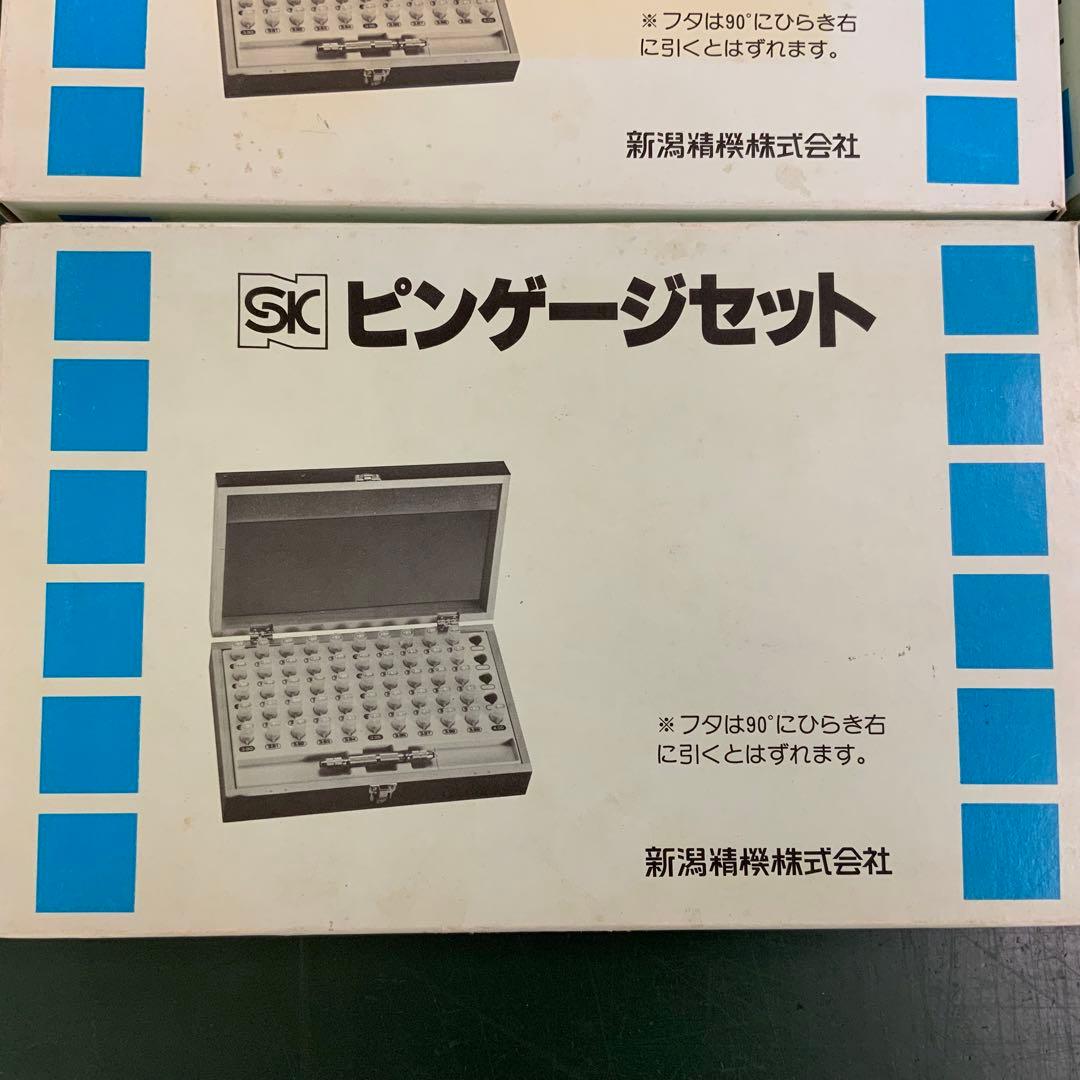 ※フタは90°にひらき右
に引くとはずれます。
新潟精機株式会社
SK ピンゲージセット
※フタは90°にひらき右
に引くとはずれます。
新潟精機株式会社